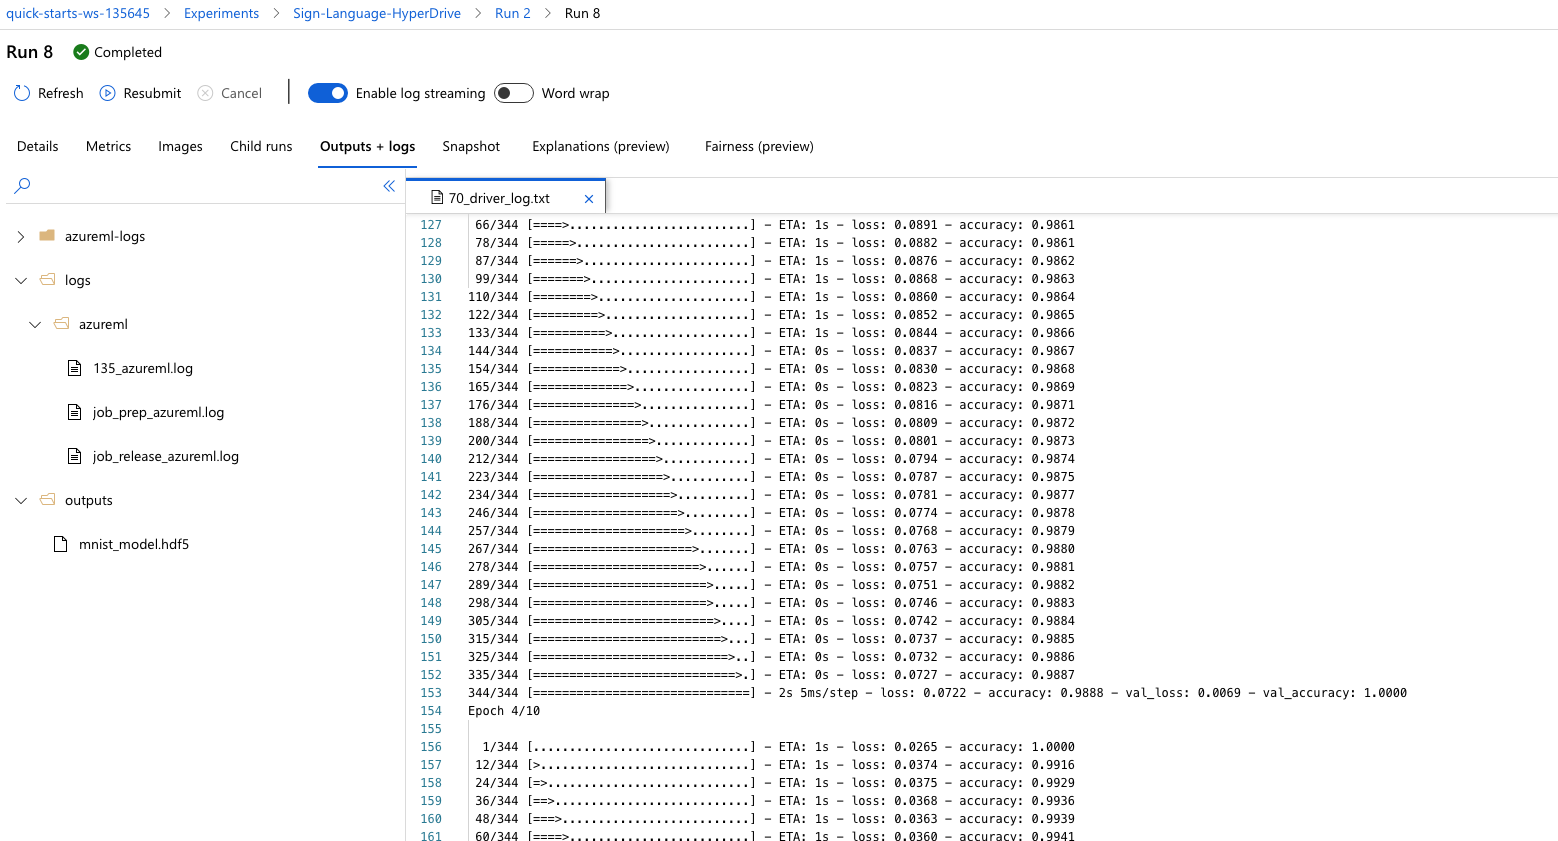 quick-starts-ws-135645 > Experiments > Sign-Language-HyperDrive > Run 2 > Run 8
Run 8 Completed
Refresh Resubmit Cancel Enable log streaming Word wrap
Details Metrics Images Child runs Outputs + logs Snapshot Explanations (preview) Fairness (preview)
azureml-logs
logs
azureml
135_azureml.log
job_prep_azureml.log
job_release_azureml.log
outputs
mnist_model.hdf5
70_driver_log.txt
127 66/344 [====>.........................] - ETA: 1s - loss: 0.0891 - accuracy: 0.9861
128 78/344 [=====>........................] - ETA: 1s - loss: 0.0882 - accuracy: 0.9861
129 87/344 [======>.......................] - ETA: 1s - loss: 0.0876 - accuracy: 0.9862
130 99/344 [=======>......................] - ETA: 1s - loss: 0.0868 - accuracy: 0.9863
131 110/344 [========>.....................] - ETA: 1s - loss: 0.0860 - accuracy: 0.9864
132 122/344 [=========>....................] - ETA: 1s - loss: 0.0852 - accuracy: 0.9865
133 133/344 [==========>...................] - ETA: 1s - loss: 0.0844 - accuracy: 0.9866
134 144/344 [===========>..................] - ETA: 0s - loss: 0.0837 - accuracy: 0.9867
135 154/344 [============>.................] - ETA: 0s - loss: 0.0830 - accuracy: 0.9868
136 165/344 [=============>................] - ETA: 0s - loss: 0.0823 - accuracy: 0.9869
137 176/344 [==============>...............] - ETA: 0s - loss: 0.0816 - accuracy: 0.9871
138 188/344 [===============>..............] - ETA: 0s - loss: 0.0809 - accuracy: 0.9872
139 200/344 [================>.............] - ETA: 0s - loss: 0.0801 - accuracy: 0.9873
140 212/344 [=================>............] - ETA: 0s - loss: 0.0794 - accuracy: 0.9874
141 223/344 [==================>...........] - ETA: 0s - loss: 0.0787 - accuracy: 0.9875
142 234/344 [===================>..........] - ETA: 0s - loss: 0.0781 - accuracy: 0.9877
143 246/344 [====================>.........] - ETA: 0s - loss: 0.0774 - accuracy: 0.9878
144 257/344 [=====================>........] - ETA: 0s - loss: 0.0768 - accuracy: 0.9879
145 267/344 [======================>.......] - ETA: 0s - loss: 0.0763 - accuracy: 0.9880
146 278/344 [=======================>......] - ETA: 0s - loss: 0.0757 - accuracy: 0.9881
147 289/344 [========================>.....] - ETA: 0s - loss: 0.0751 - accuracy: 0.9882
148 298/344 [========================>.....] - ETA: 0s - loss: 0.0746 - accuracy: 0.9883
149 305/344 [=========================>....] - ETA: 0s - loss: 0.0742 - accuracy: 0.9884
150 315/344 [==========================>...] - ETA: 0s - loss: 0.0737 - accuracy: 0.9885
151 325/344 [===========================>..] - ETA: 0s - loss: 0.0732 - accuracy: 0.9886
152 335/344 [============================>.] - ETA: 0s - loss: 0.0727 - accuracy: 0.9887
153 344/344 [==============================] - 2s 5ms/step - loss: 0.0722 - accuracy: 0.9888 - val_loss: 0.0069 - val_accuracy: 1.0000
154 Epoch 4/10
155
156 1/344 [..............................] - ETA: 1s - loss: 0.0265 - accuracy: 1.0000
157 12/344 [>.............................] - ETA: 1s - loss: 0.0374 - accuracy: 0.9916
158 24/344 [=>............................] - ETA: 1s - loss: 0.0375 - accuracy: 0.9929
159 36/344 [==>...........................] - ETA: 1s - loss: 0.0368 - accuracy: 0.9936
160 48/344 [===>..........................] - ETA: 1s - loss: 0.0363 - accuracy: 0.9939
161 60/344 [====>.........................] - ETA: 1s - loss: 0.0360 - accuracy: 0.9941